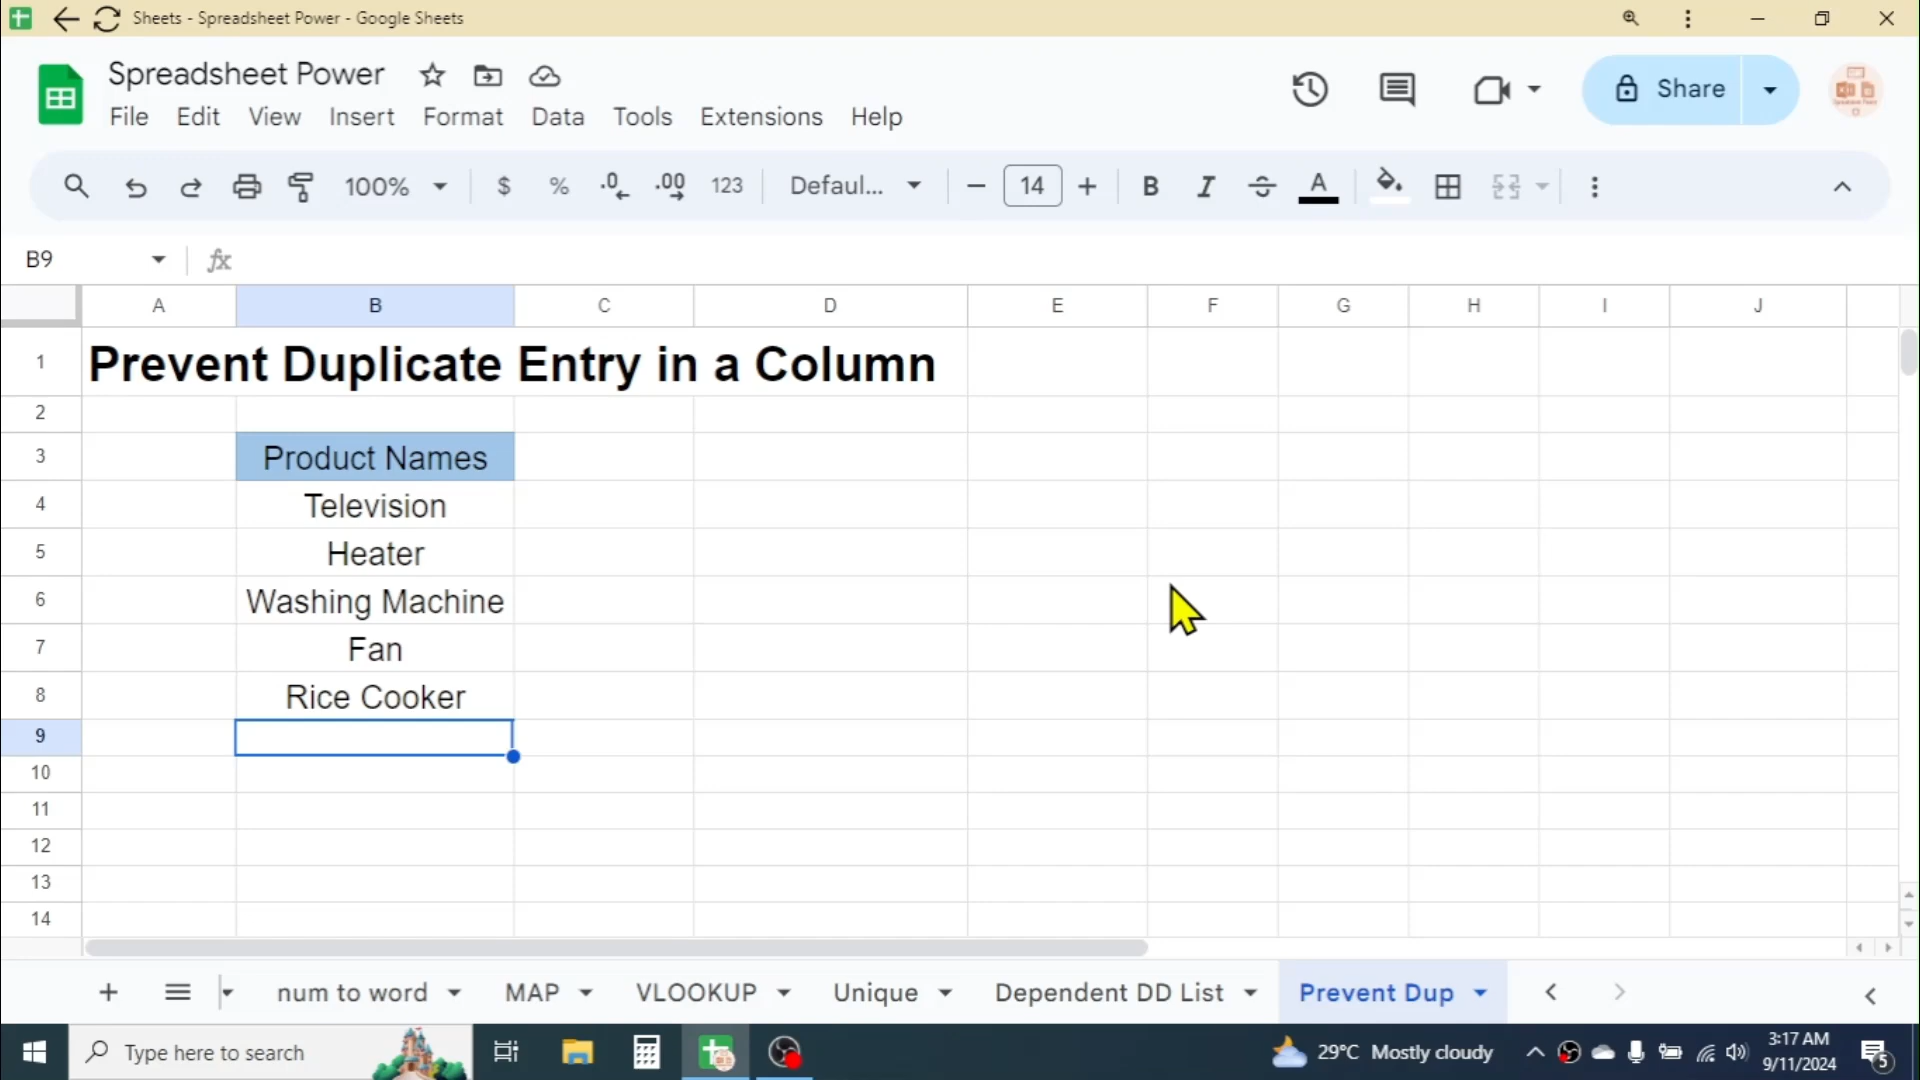 Sheets - Spreadsheet Power - Google Sheets
Spreadsheet Power
File Edit View Insert Format Data Tools Extensions Help
Share
100% $ % .0 .00 123 Defaul... 14 B I A
B9 fx
A B C D E F G H I J
1 Prevent Duplicate Entry in a Column
2
3 Product Names
4 Television
5 Heater
6 Washing Machine
7 Fan
8 Rice Cooker
9
10
11
12
13
14
num to word MAP VLOOKUP Unique Dependent DD List Prevent Dup
Type here to search
29°C Mostly cloudy
3:17 AM
9/11/2024
5